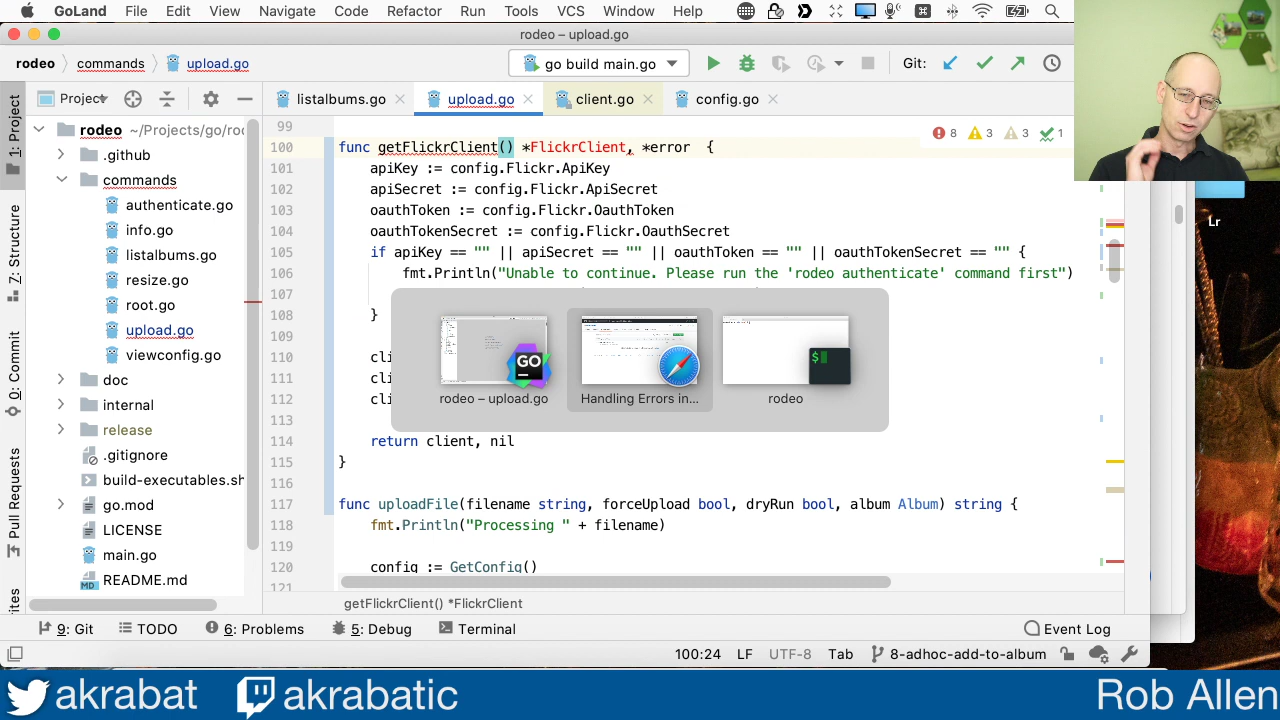 GoLand File Edit View Navigate Code Refactor Run Tools VCS Window Help
rodeo – upload.go
rodeo commands upload.go
go build main.go
Git:
1: Project
Project
listalbums.go
upload.go
client.go
config.go
rodeo ~/Projects/go/roc
.github
commands
authenticate.go
info.go
listalbums.go
resize.go
root.go
upload.go
viewconfig.go
doc
internal
release
.gitignore
build-executables.sh
go.mod
LICENSE
main.go
README.md
7: Structure
0: Commit
Pull Requests
ites
8 3 3 1
99
100 func getFlickrClient() *FlickrClient, *error {
101 apiKey := config.Flickr.ApiKey
102 apiSecret := config.Flickr.ApiSecret
103 oauthToken := config.Flickr.OauthToken
104 oauthTokenSecret := config.Flickr.OauthSecret
105 if apiKey == "" || apiSecret == "" || oauthToken == "" || oauthTokenSecret == "" {
106 fmt.Println("Unable to continue. Please run the 'rodeo authenticate' command first")
107
108 }
109
110 cli
111 cli
112 cli
113
114 return client, nil
115 }
116
117 func uploadFile(filename string, forceUpload bool, dryRun bool, album Album) string {
118 fmt.Println("Processing " + filename)
119
120 config := GetConfig()
121
GO
$
rodeo – upload.go
Handling Errors in...
rodeo
Lr
getFlickrClient() *FlickrClient
9: Git TODO 6: Problems 5: Debug Terminal Event Log
100:24 LF UTF-8 Tab 8-adhoc-add-to-album
akrabat akrabatic Rob Allen